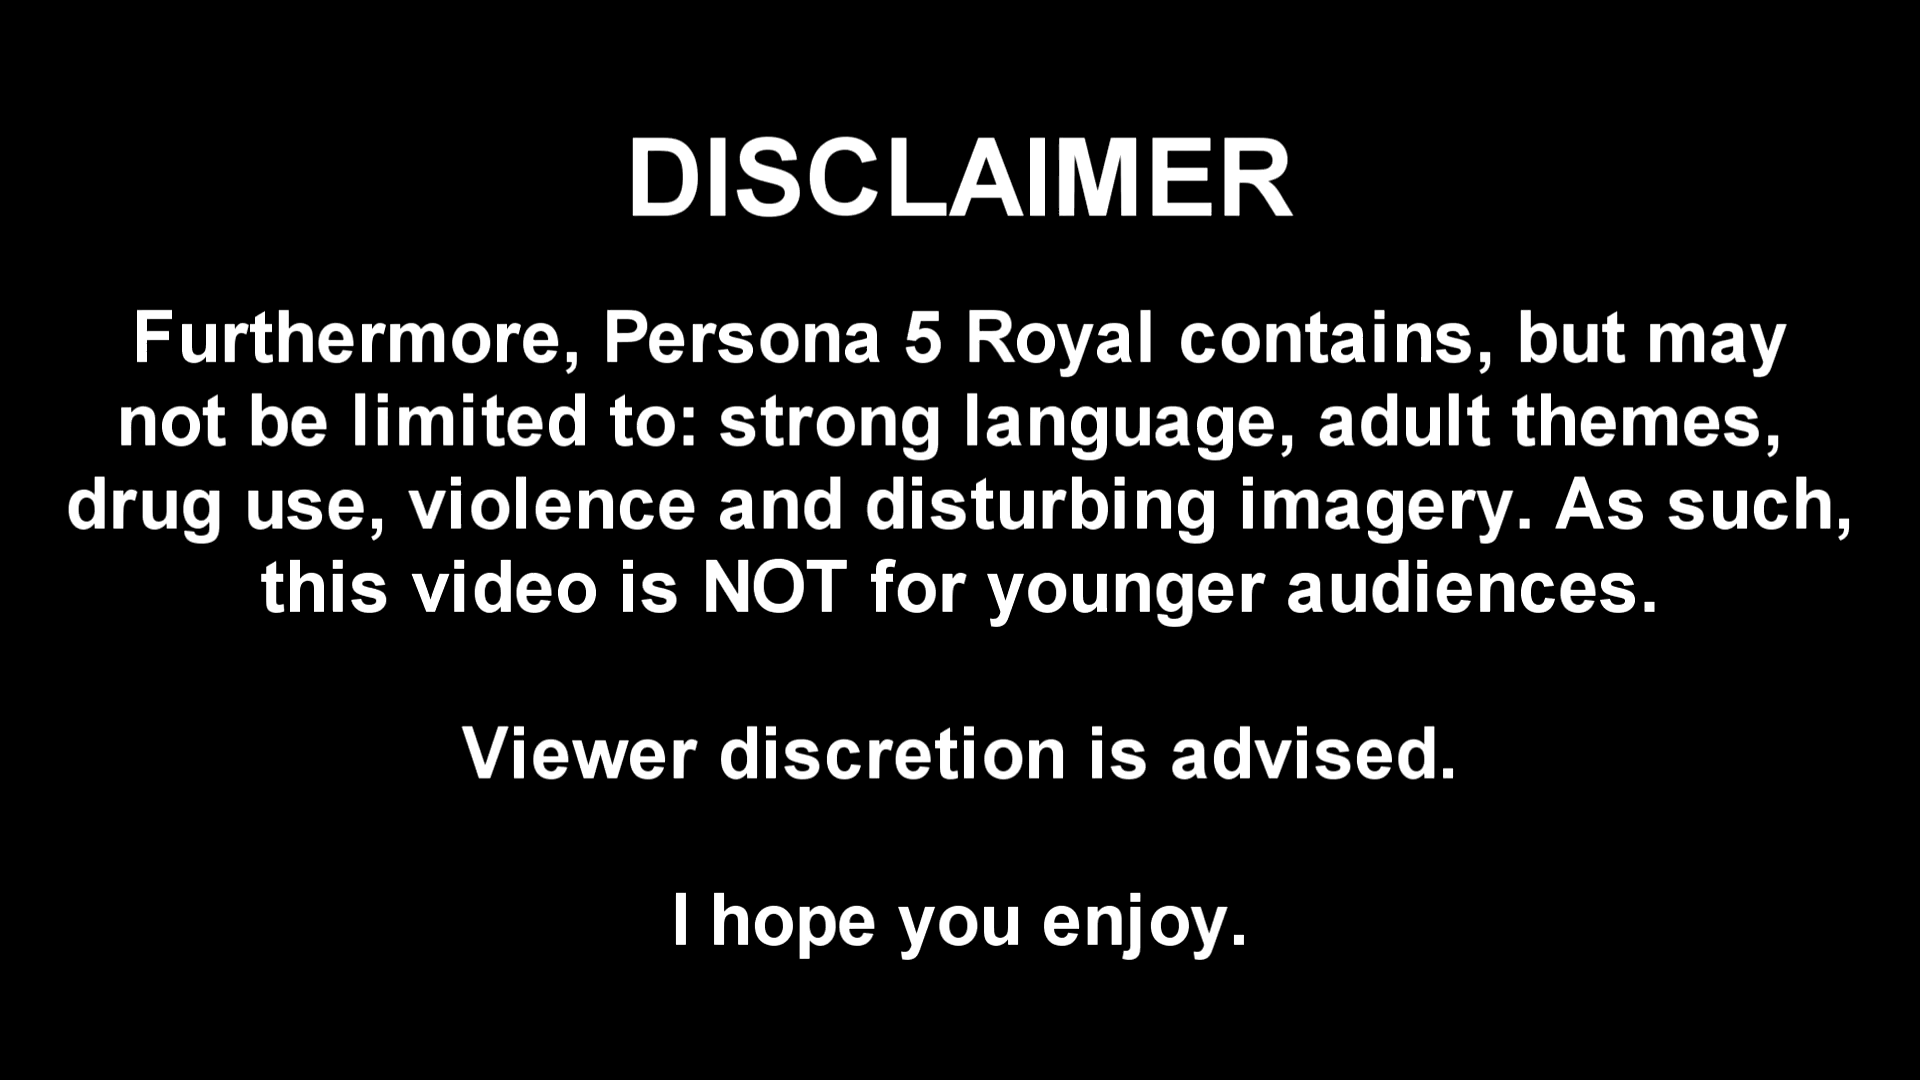 DISCLAIMER
Furthermore, Persona 5 Royal contains, but may
not be limited to: strong language, adult themes,
drug use, violence and disturbing imagery. As such,
this video is NOT for younger audiences.
Viewer discretion is advised.
I hope you enjoy.